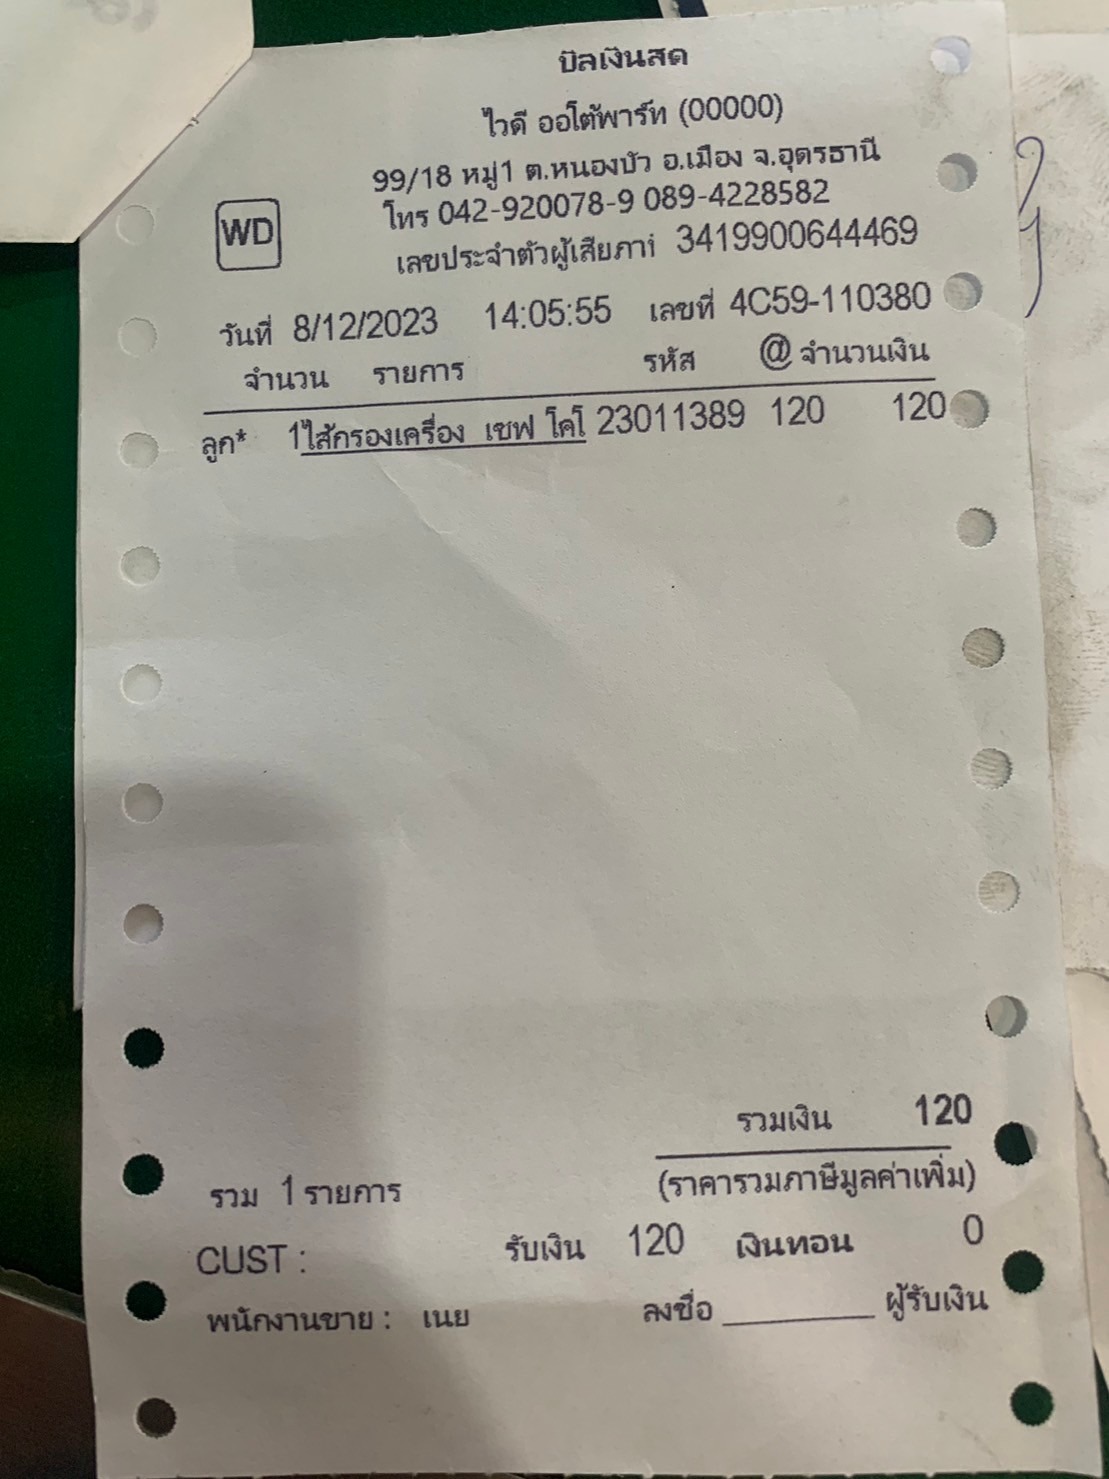 บิลเงินสด
ไวดี ออโต้พาร์ท (00000)
99/18 หมู่1 ต.หนองบัว อ.เมือง จ.อุดรธานี
โทร 042-920078-9 089-4228582
WD
เลขประจำตัวผู้เสียภาษี 3419900644469
วันที่ 8/12/2023 14:05:55 เลขที่ 4C59-110380
จำนวน รายการ รหัส @ จำนวนเงิน
ลูก* 1 ไส้กรองเครื่อง เชฟ โคโ 23011389 120 120
รวมเงิน 120
รวม 1 รายการ (ราคารวมภาษีมูลค่าเพิ่ม)
CUST : รับเงิน 120 เงินทอน 0
พนักงานขาย : เนย ลงชื่อ ________ ผู้รับเงิน